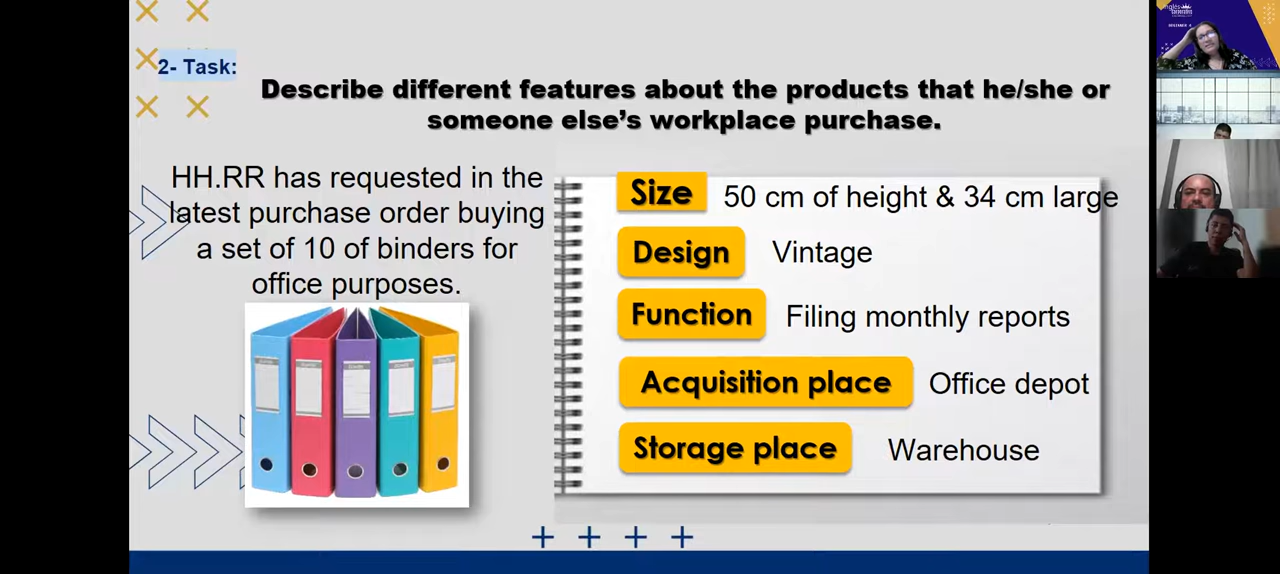 2- Task:
Describe different features about the products that he/she or
someone else's workplace purchase.
HH.RR has requested in the
latest purchase order buying
a set of 10 of binders for
office purposes.
Size 50 cm of height & 34 cm large
Design Vintage
Function Filing monthly reports
Acquisition place Office depot
Storage place Warehouse